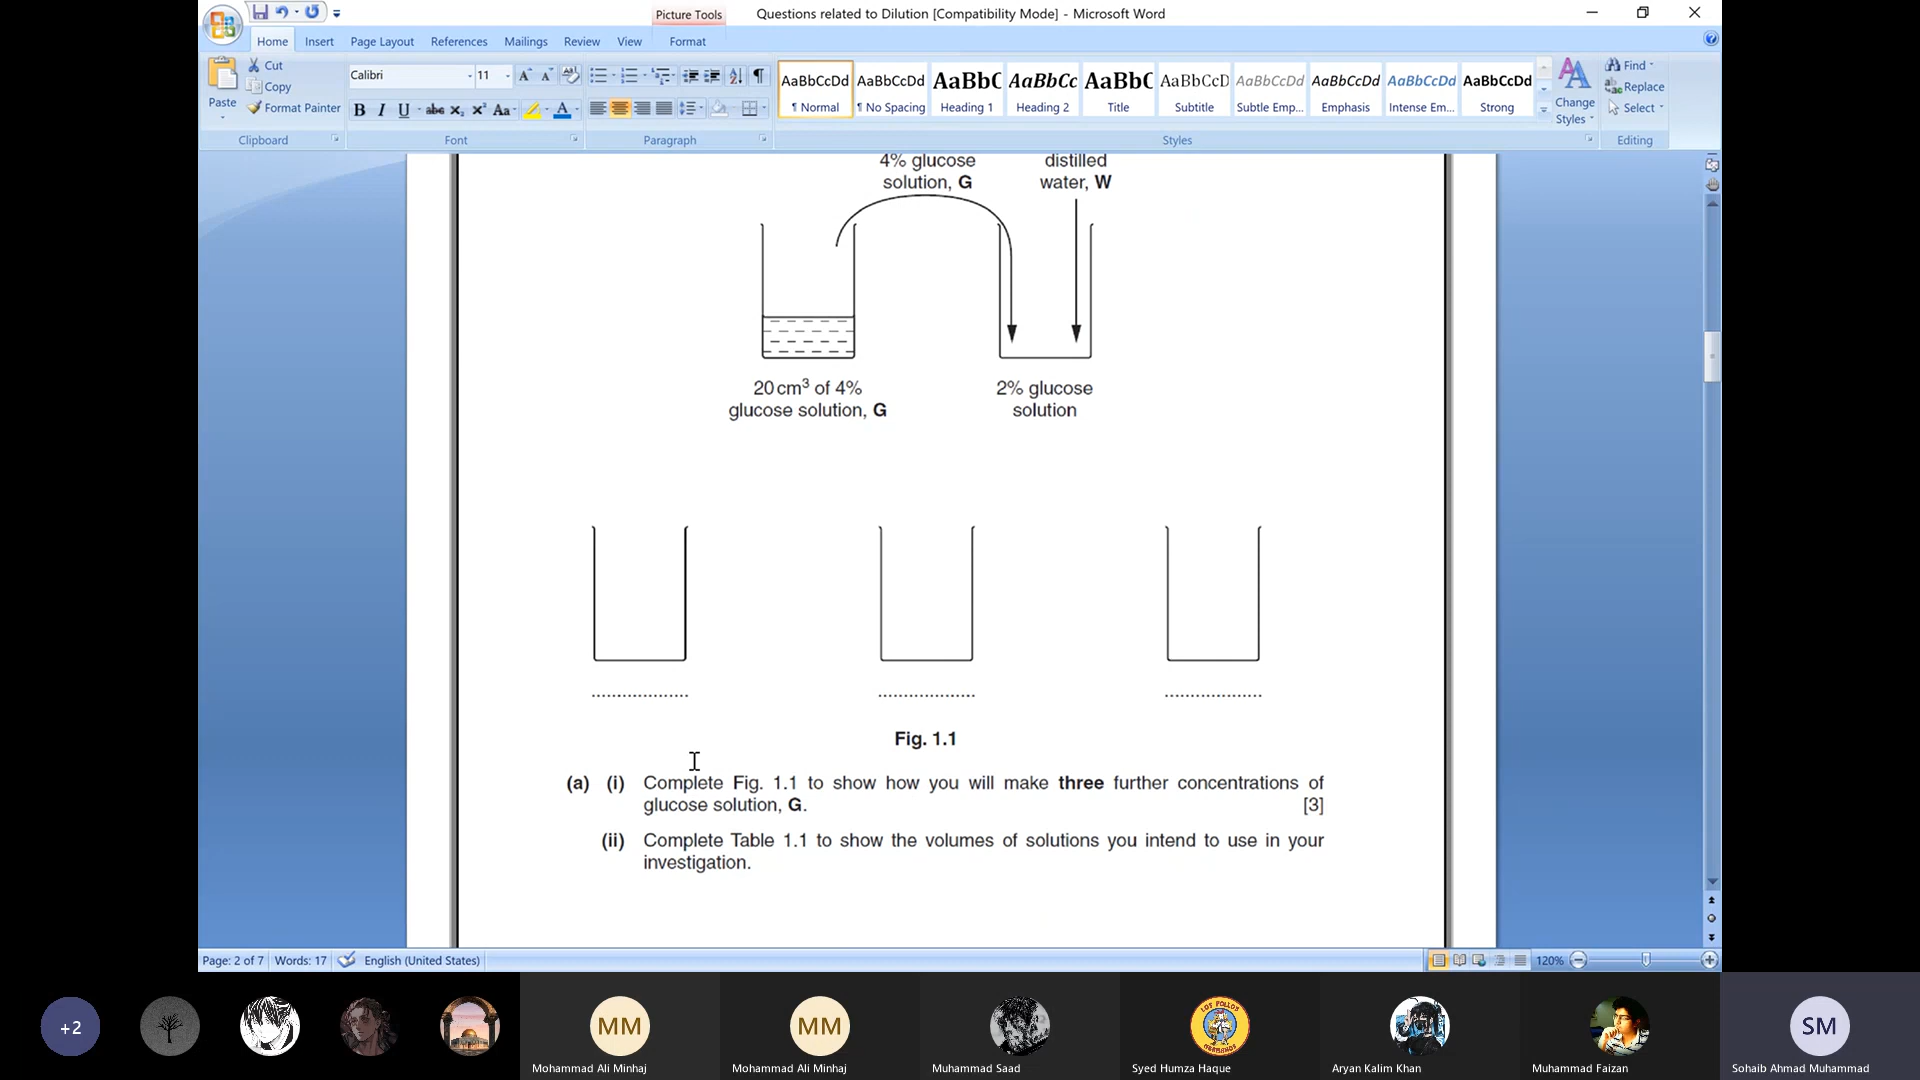 Picture Tools
Questions related to Dilution [Compatibility Mode] - Microsoft Word
Home Insert Page Layout References Mailings Review View Format
Paste
Cut
Copy
Format Painter
Clipboard
Calibri 11
B I U abc x₂ x² Aa
Font
Paragraph
AaBbCcDd AaBbCcDd AaBbC AaBbCc AaBbC AaBbCcD AaBbCcDd AaBbCcDd AaBbCcDd AaBbCcDd
¶ Normal ¶ No Spacing Heading 1 Heading 2 Title Subtitle Subtle Emp... Emphasis Intense Em... Strong
Change
Styles
Styles
Find
Replace
Select
Editing
4% glucose
solution, G
distilled
water, W
20 cm³ of 4%
glucose solution, G
2% glucose
solution
...................
...................
...................
Fig. 1.1
(a) (i) Complete Fig. 1.1 to show how you will make three further concentrations of
glucose solution, G. [3]
(ii) Complete Table 1.1 to show the volumes of solutions you intend to use in your
investigation.
Page: 2 of 7 Words: 17 English (United States) 120%
+2
MM
Mohammad Ali Minhaj
MM
Mohammad Ali Minhaj
Muhammad Saad
LOS POLLOS
HERMANOS
Syed Humza Haque
Aryan Kalim Khan
Muhammad Faizan
SM
Sohaib Ahmad Muhammad